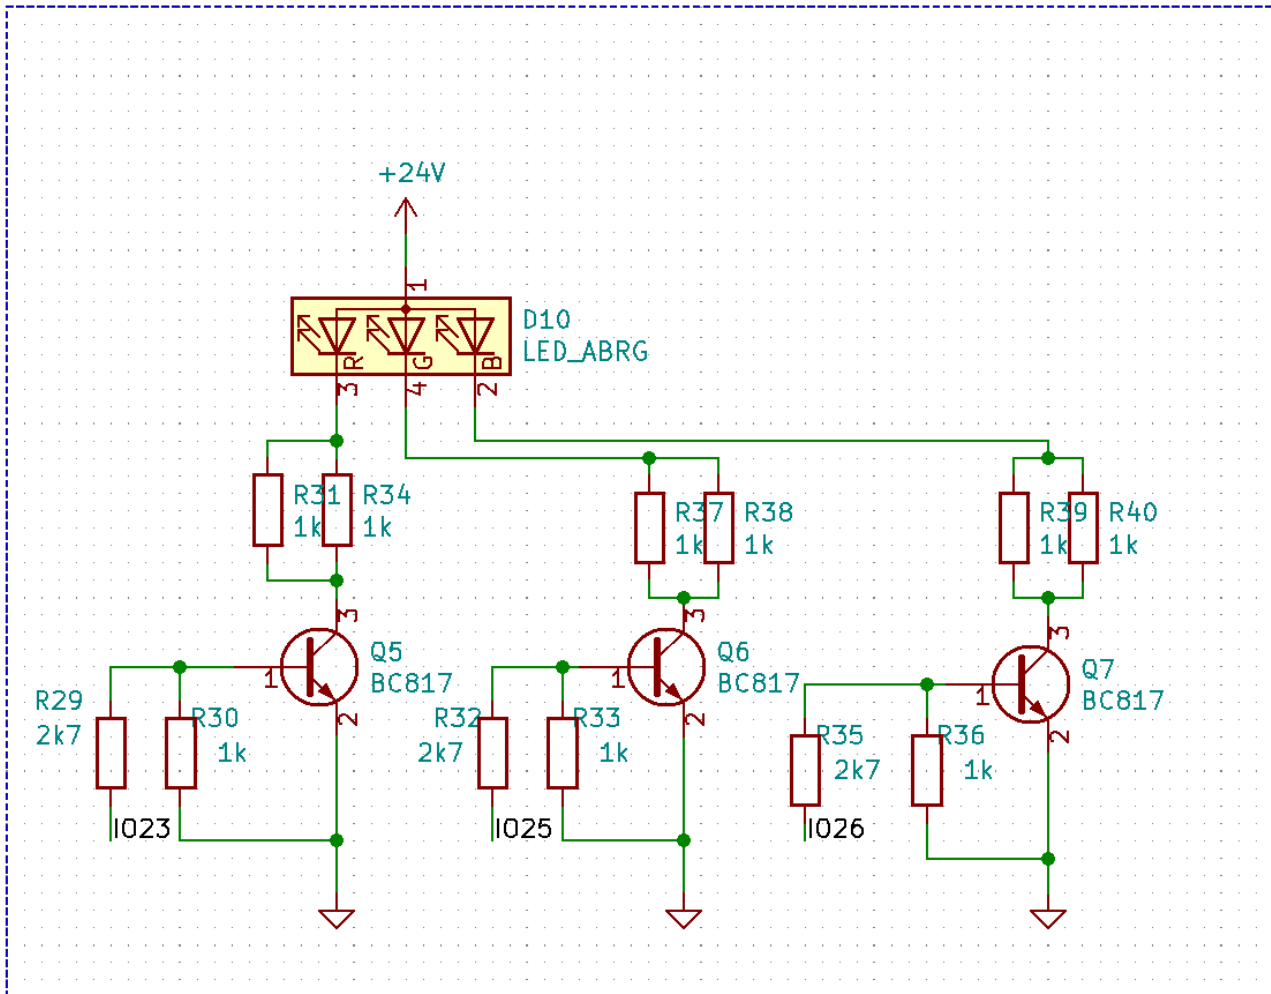 +24V
1
D10
LED_ABRG
R
G
B
3
4
2
R31
1k
R34
1k
R37
1k
R38
1k
R39
1k
R40
1k
3
Q5
BC817
1
2
R29
2k7
R30
1k
IO23
3
Q6
BC817
1
2
R32
2k7
R33
1k
IO25
3
Q7
BC817
1
2
R35
2k7
R36
1k
IO26